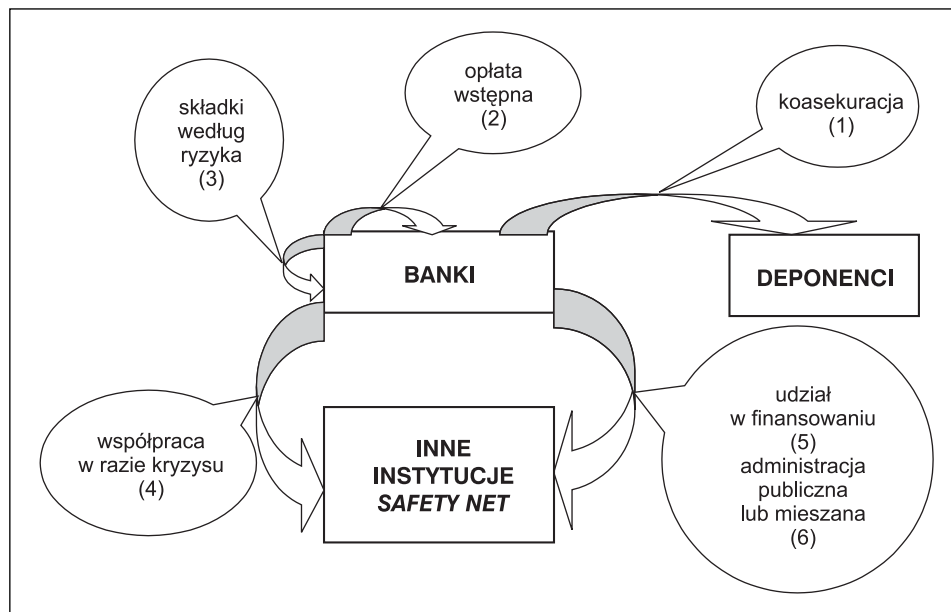 opłata
wstępna
(2)
koasekuracja
(1)
składki
według
ryzyka
(3)
BANKI
DEPONENCI
współpraca
w razie kryzysu
(4)
INNE
INSTYTUCJE
SAFETY NET
udział
w finansowaniu
(5)
administracja
publiczna
lub mieszana
(6)